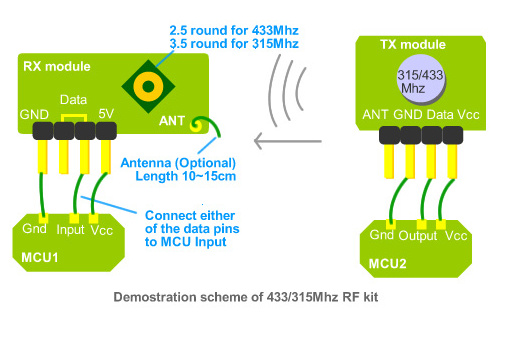 2.5 round for 433Mhz
3.5 round for 315Mhz
RX module
Data
GND
5V
ANT
Antenna (Optional)
Length 10~15cm
Connect either
of the data pins
to MCU Input
Gnd Input Vcc
MCU1
TX module
315/433
Mhz
ANT GND Data Vcc
Gnd Output Vcc
MCU2
Demostration scheme of 433/315Mhz RF kit